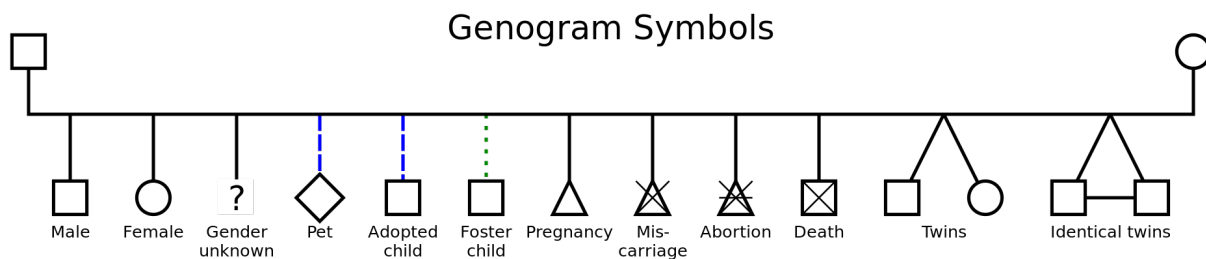 Genogram Symbols
?
Male
Female
Gender
unknown
Pet
Adopted
child
Foster
child
Pregnancy
Mis-
carriage
Abortion
Death
Twins
Identical twins